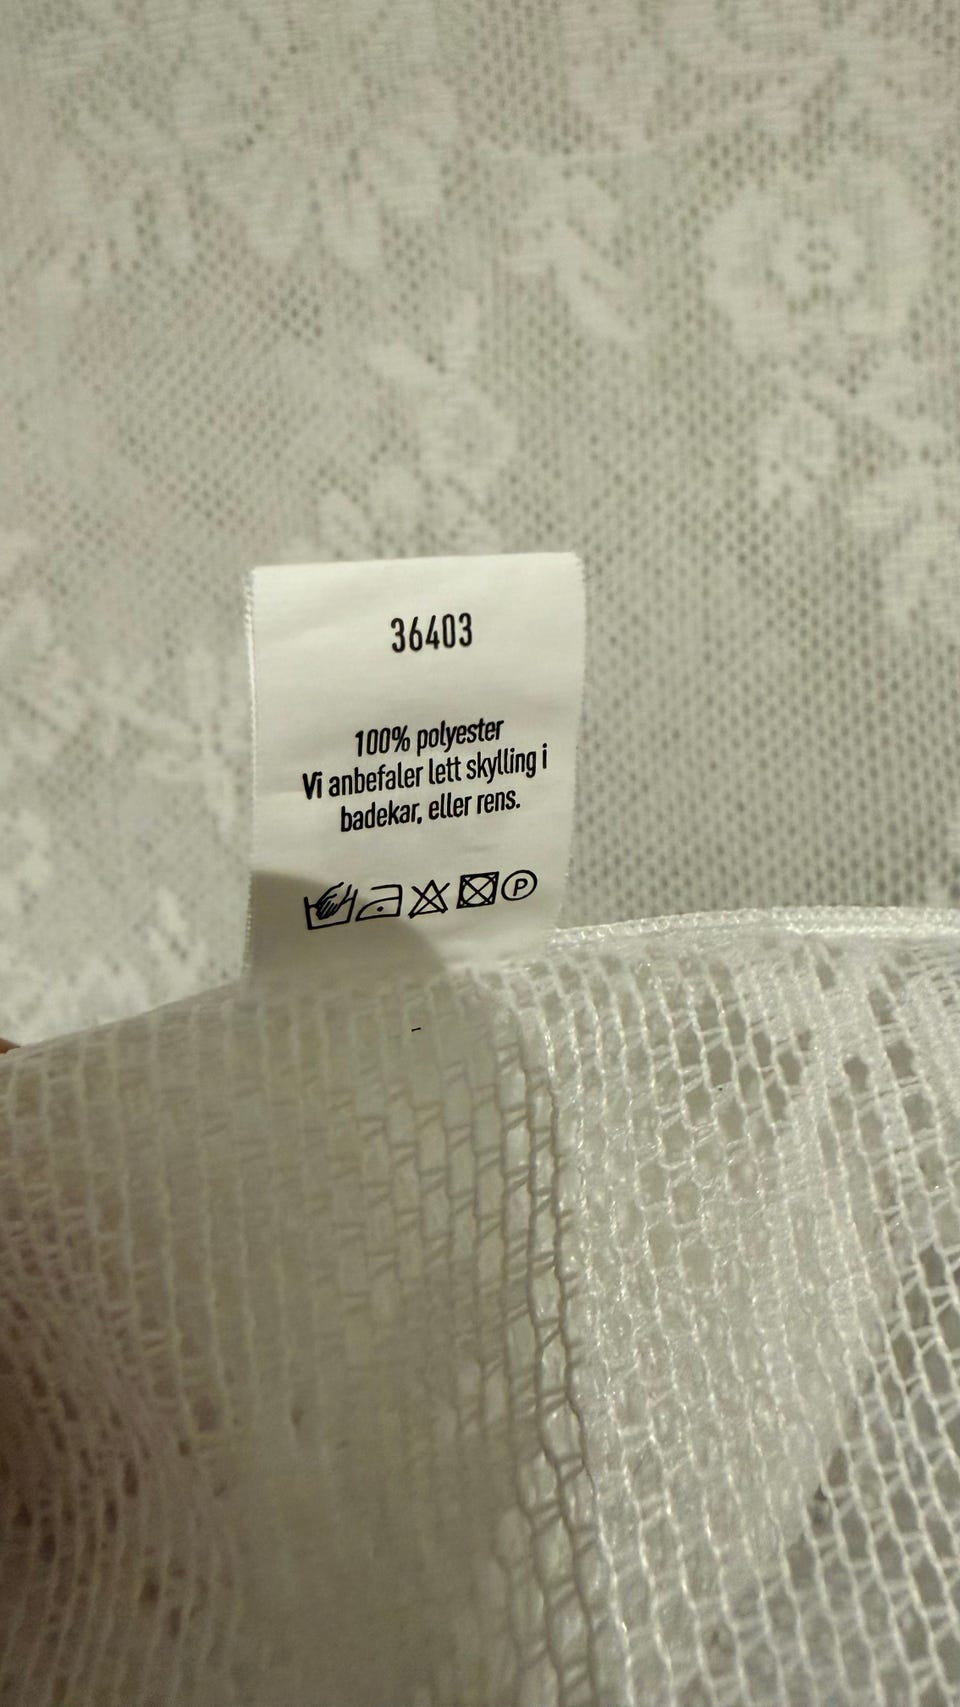 36403
100% polyester
Vi anbefaler lett skylling i
badekar, eller rens.
P